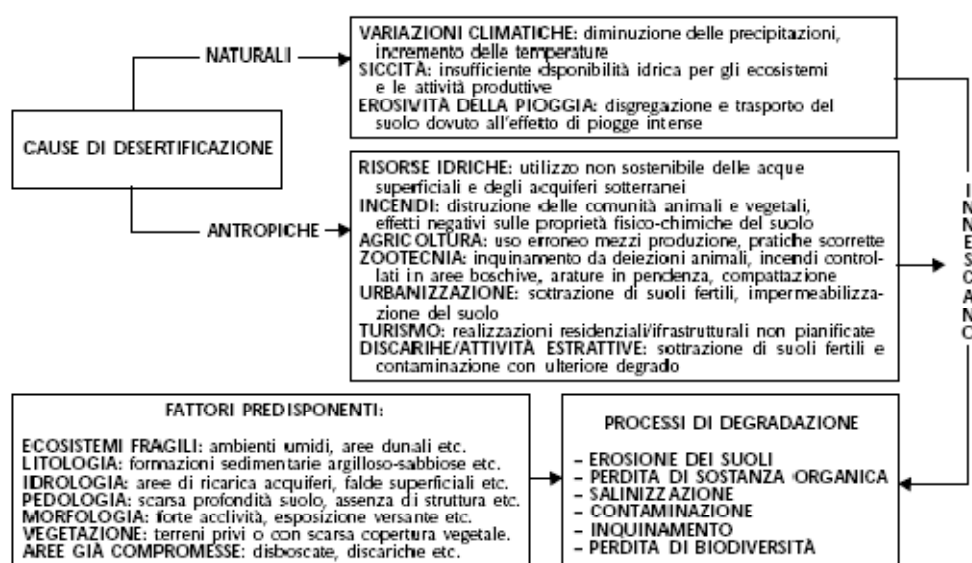 CAUSE DI DESERTIFICAZIONE
NATURALI
VARIAZIONI CLIMATICHE: diminuzione delle precipitazioni,
incremento delle temperature
SICCITÀ: insufficiente disponibilità idrica per gli ecosistemi
e le attività produttive
EROSIVITÀ DELLA PIOGGIA: disgregazione e trasporto del
suolo dovuto all'effetto di piogge intense
ANTROPICHE
RISORSE IDRICHE: utilizzo non sostenibile delle acque
superficiali e degli acquiferi sotterranei
INCENDI: distruzione delle comunità animali e vegetali,
effetti negativi sulle proprietà fisico-chimiche del suolo
AGRICOLTURA: uso erroneo mezzi produzione, pratiche scorrette
ZOOTECNIA: inquinamento da deiezioni animali, incendi control-
lati in aree boschive, arature in pendenza, compattazione
URBANIZZAZIONE: sottrazione di suoli fertili, impermeabilizza-
zione del suolo
TURISMO: realizzazioni residenziali/ifrastrutturali non pianificate
DISCARIHE/ATTIVITÀ ESTRATTIVE: sottrazione di suoli fertili e
contaminazione con ulteriore degrado
INNESCANO
FATTORI PREDISPONENTI:
ECOSISTEMI FRAGILI: ambienti umidi, aree dunali etc.
LITOLOGIA: formazioni sedimentarie argilloso-sabbiose etc.
IDROLOGIA: aree di ricarica acquiferi, falde superficiali etc.
PEDOLOGIA: scarsa profondità suolo, assenza di struttura etc.
MORFOLOGIA: forte acclività, esposizione versante etc.
VEGETAZIONE: terreni privi o con scarsa copertura vegetale.
AREE GIÀ COMPROMESSE: disboscate, discariche etc.
PROCESSI DI DEGRADAZIONE
– EROSIONE DEI SUOLI
– PERDITA DI SOSTANZA ORGANICA
– SALINIZZAZIONE
– CONTAMINAZIONE
– INQUINAMENTO
– PERDITA DI BIODIVERSITÀ